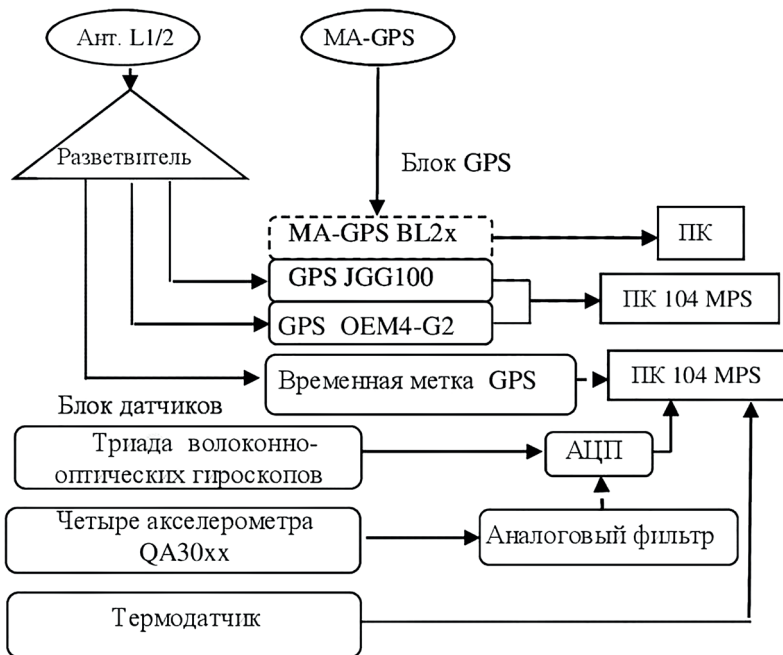 Ант. L1/2
MA-GPS
Разветвитель
Блок GPS
MA-GPS BL2x
ПК
GPS JGG100
ПК 104 MPS
GPS OEM4-G2
Временная метка GPS
ПК 104 MPS
Блок датчиков
Триада волоконно-
оптических гироскопов
АЦП
Четыре акселерометра
QA30xx
Аналоговый фильтр
Термодатчик